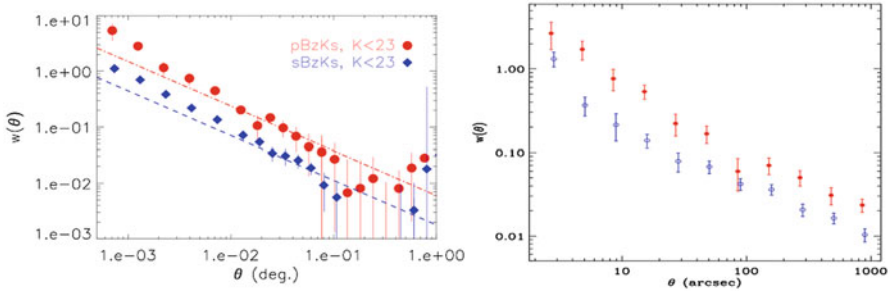 1.e+01
1.e+00
1.e-01
1.e-02
1.e-03
w(θ)
pBzKs, K<23
sBzKs, K<23
1.e-03
1.e-02
1.e-01
1.e+00
θ (deg.)
1.00
0.10
0.01
w(θ)
10
100
1000
θ (arcsec)